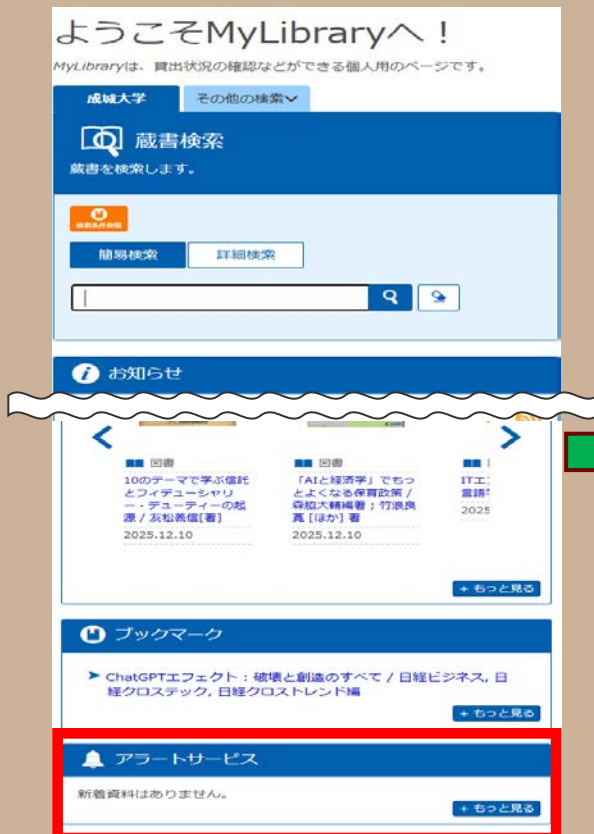 ようこそMyLibraryへ！
MyLibraryは、貸出状況の確認などができる個人用のページです。
成城大学 その他の検索
蔵書検索
蔵書を検索します。
簡易検索 詳細検索
お知らせ
図書
10のテーマで学ぶ信託
とフィデューシャリ
ー・デューティーの起
源 / 友松義信[著]
2025.12.10
図書
「AIと経済学」でもっ
とよくなる保育政策 /
森脇大輔編著 ; 竹浪良
寛 [ほか] 著
2025.12.10
ITエ
言語
2025
+ もっと見る
ブックマーク
ChatGPTエフェクト : 破壊と創造のすべて / 日経ビジネス, 日
経クロステック, 日経クロストレンド編
+ もっと見る
アラートサービス
新着資料はありません。
+ もっと見る